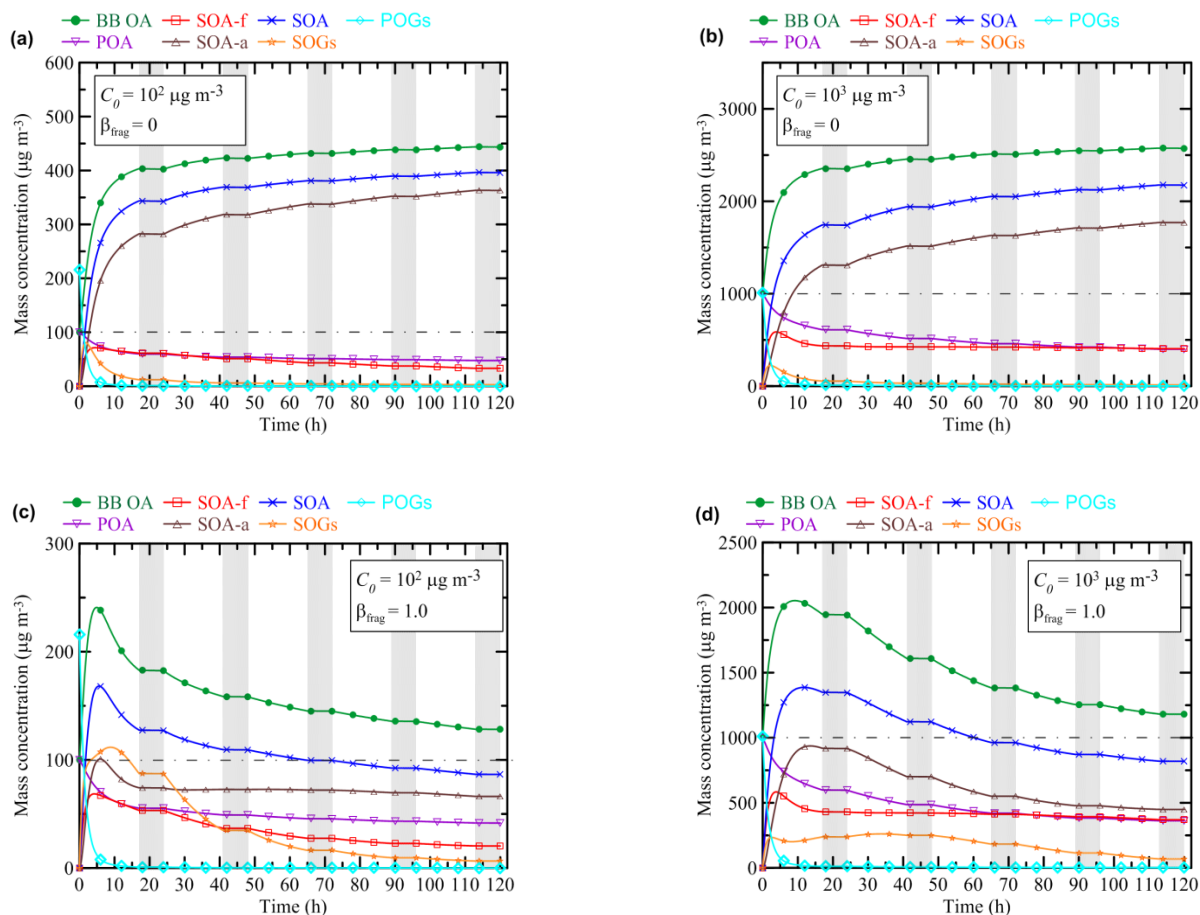 (a)
BB OA SOA-f SOA POGs
POA SOA-a SOGs
Mass concentration (μg m-3)
600
500
400
300
200
100
0
C0 = 10² μg m-3
βfrag = 0
0 10 20 30 40 50 60 70 80 90 100 110 120
Time (h)
(b)
BB OA SOA-f SOA POGs
POA SOA-a SOGs
Mass concentration (μg m-3)
3000
2000
1000
0
C0 = 10³ μg m-3
βfrag = 0
0 10 20 30 40 50 60 70 80 90 100 110 120
Time (h)
(c)
BB OA SOA-f SOA POGs
POA SOA-a SOGs
Mass concentration (μg m-3)
300
200
100
0
C0 = 10² μg m-3
βfrag = 1.0
0 10 20 30 40 50 60 70 80 90 100 110 120
Time (h)
(d)
BB OA SOA-f SOA POGs
POA SOA-a SOGs
Mass concentration (μg m-3)
2500
2000
1500
1000
500
0
C0 = 10³ μg m-3
βfrag = 1.0
0 10 20 30 40 50 60 70 80 90 100 110 120
Time (h)